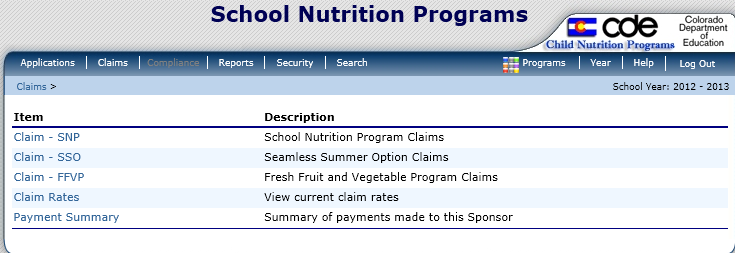 School Nutrition Programs
cde
Child Nutrition Programs
Colorado
Department
of
Education
Applications Claims Compliance Reports Security Search Programs Year Help Log Out
Claims > School Year: 2012 - 2013
Item Description
Claim - SNP School Nutrition Program Claims
Claim - SSO Seamless Summer Option Claims
Claim - FFVP Fresh Fruit and Vegetable Program Claims
Claim Rates View current claim rates
Payment Summary Summary of payments made to this Sponsor